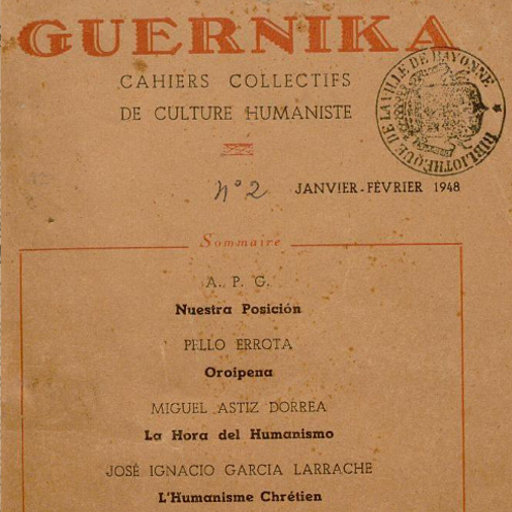 GUERNIKA
CAHIERS COLLECTIFS
DE CULTURE HUMANISTE
BIBLIOTHÈQUE DE LA VILLE DE BAYONNE
n° 2 JANVIER-FÉVRIER 1948
Sommaire
A. P. G.
Nuestra Posición
PELLO ERROTA
Oroipena
MIGUEL ASTIZ DORREA
La Hora del Humanismo
JOSÉ IGNACIO GARCIA LARRACHE
L'Humanisme Chrétien